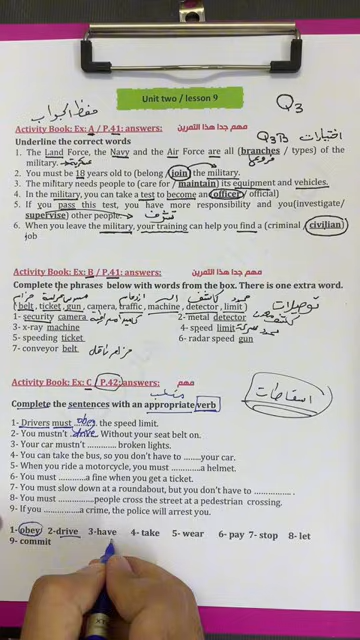 Unit two / lesson 9
Q3
حفظ الجواب
Activity Book: Ex: A / P.41: answers: مهم جدا هذا التمرين
Q3B اختيارات
Underline the correct words
1. The Land Force, the Navy and the Air Force are all (branches / types) of the military. عسكرية فروع
2. You must be 18 years old to (belong / join) the military.
3. The military needs people to (care for / maintain) its equipment and vehicles.
4. In the military, you can take a test to become an (officer / official)
5. If you pass this test, you have more responsibility and you(investigate/ supervise) other people. تشرف
6. When you leave the military, your training can help you find a (criminal / civilian) job
Activity Book: Ex: B / P.41: answers: مهم جدا هذا التمرين
Complete the phrases below with words from the box. There is one extra word.
توصيلات
(belt, ticket, gun, camera, traffic, machine, detector, limit)
1- security camera 2-metal detector
3- x-ray machine 4- speed limit
5- speeding ticket 6- radar speed gun
7- conveyor belt حزام ناقل
Activity Book: Ex: C / P.42: answers: مهم
اسقاطات
Complete the sentences with an appropriate verb مناسب
1- Drivers must obey the speed limit.
2- You mustn't drive Without your seat belt on.
3- Your car mustn't ............ broken lights.
4- You can take the bus, so you don't have to ........your car.
5- When you ride a motorcycle, you must ............a helmet.
6- You must ............a fine when you get a ticket.
7- You must slow down at a roundabout, but you don't have to ...............
8- You must ...........people cross the street at a pedestrian crossing.
9- If you ...............a crime, the police will arrest you.
1- obey 2- drive 3-have 4- take 5- wear 6- pay 7- stop 8- let
9- commit